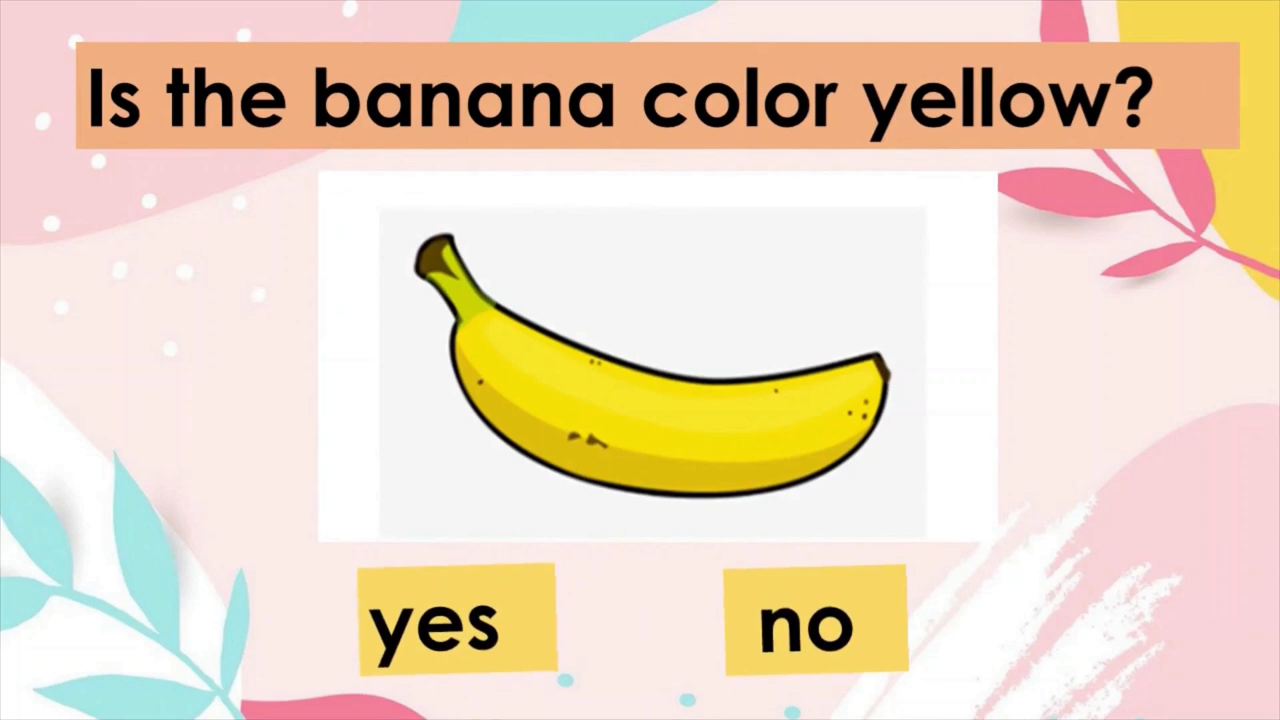 Is the banana color yellow?
yes
no